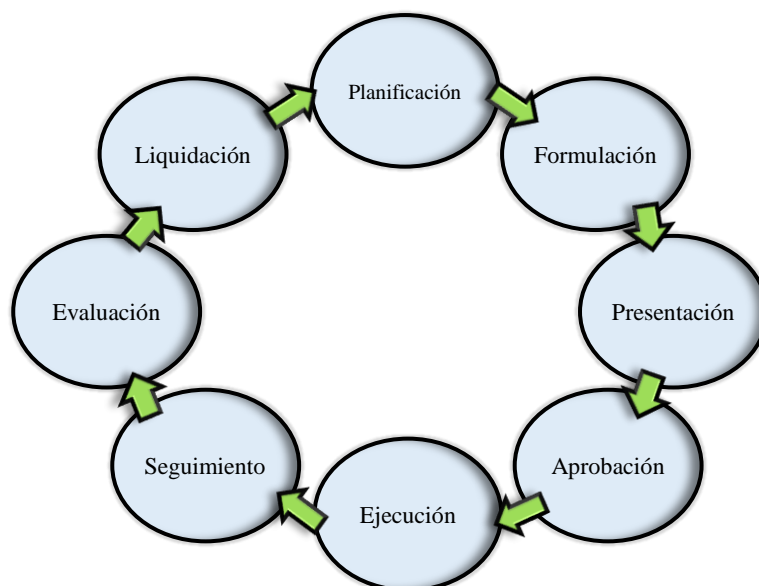 Planificación
Formulación
Presentación
Aprobación
Ejecución
Seguimiento
Evaluación
Liquidación